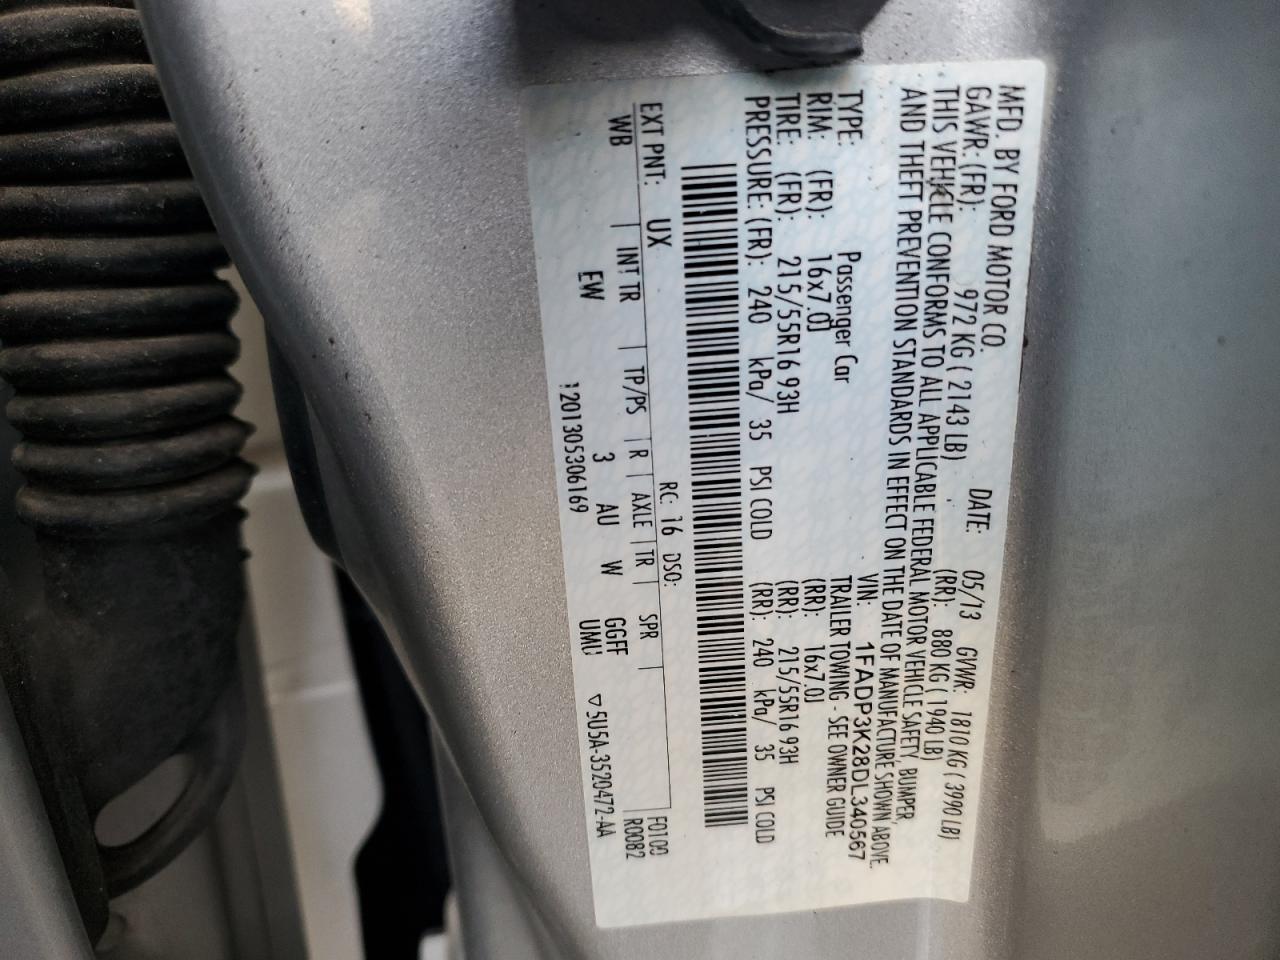 MFD. BY FORD MOTOR CO.
DATE: 05/13 GVWR: 1810 KG ( 3990 LB)
GAWR: (FR): 972 KG ( 2143 LB) (RR): 880 KG ( 1940 LB)
THIS VEHICLE CONFORMS TO ALL APPLICABLE FEDERAL MOTOR VEHICLE SAFETY, BUMPER,
AND THEFT PREVENTION STANDARDS IN EFFECT ON THE DATE OF MANUFACTURE SHOWN ABOVE.
VIN: 1FADP3K28DL340567
TYPE: Passenger Car TRAILER TOWING - SEE OWNER GUIDE
RIM: (FR): 16x7.0J (RR): 16x7.0J
TIRE: (FR): 215/55R16 93H (RR): 215/55R16 93H
PRESSURE: (FR): 240 kPa/ 35 PSI COLD (RR): 240 kPa/ 35 PSI COLD
EXT PNT: UX RC: 16 DSO: F0100
WB | INT TR | TP/PS | R | AXLE | TR | SPR | R0082
EW 3 AU W GGFF
UMU
1201305306169 ▽ 5U5A-3520472-AA